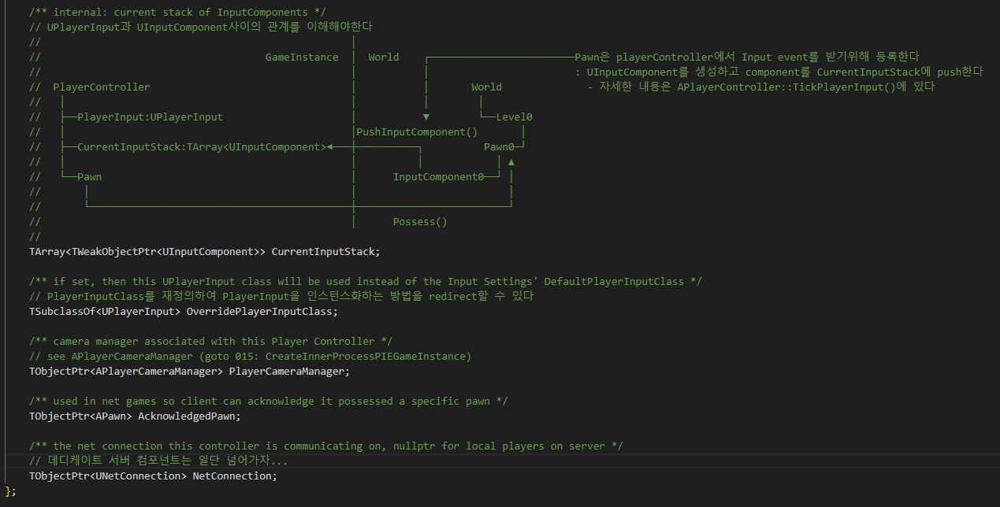 /** internal: current stack of InputComponents */
// UPlayerInput과 UInputComponent사이의 관계를 이해해야한다
//                                                    │
//                                      GameInstance  │  World    ┌────────────────────────Pawn은 playerController에서 Input event를 받기위해 등록한다
//                                                    │           │                        : UInputComponent를 생성하고 component를 CurrentInputStack에 push한다
//  PlayerController                                  │           │       World              - 자세한 내용은 APlayerController::TickPlayerInput()에 있다
//   │                                                │           │        │
//   ├──PlayerInput:UPlayerInput                      │           ▼        └──Level0
//   │                                                │PushInputComponent()       │
//   ├──CurrentInputStack:TArray<UInputComponent>◄────┼──────────┐          Pawn0─┘
//   │                                                │          │            │ ▲
//   └──Pawn                                          │      InputComponent0──┘ │
//       │                                            │                         │
//       └────────────────────────────────────────────┼─────────────────────────┘
//                                                    │      Possess()
//
TArray<TWeakObjectPtr<UInputComponent>> CurrentInputStack;
/** if set, then this UPlayerInput class will be used instead of the Input Settings' DefaultPlayerInputClass */
// PlayerInputClass를 재정의하여 PlayerInput을 인스턴스화하는 방법을 redirect할 수 있다
TSubclassOf<UPlayerInput> OverridePlayerInputClass;
/** camera manager associated with this Player Controller */
// see APlayerCameraManager (goto 015: CreateInnerProcessPIEGameInstance)
TObjectPtr<APlayerCameraManager> PlayerCameraManager;
/** used in net games so client can acknowledge it possessed a specific pawn */
TObjectPtr<APawn> AcknowledgedPawn;
/** the net connection this controller is communicating on, nullptr for local players on server */
// 데디케이트 서버 컴포넌트는 일단 넘어가자...
TObjectPtr<UNetConnection> NetConnection;
};